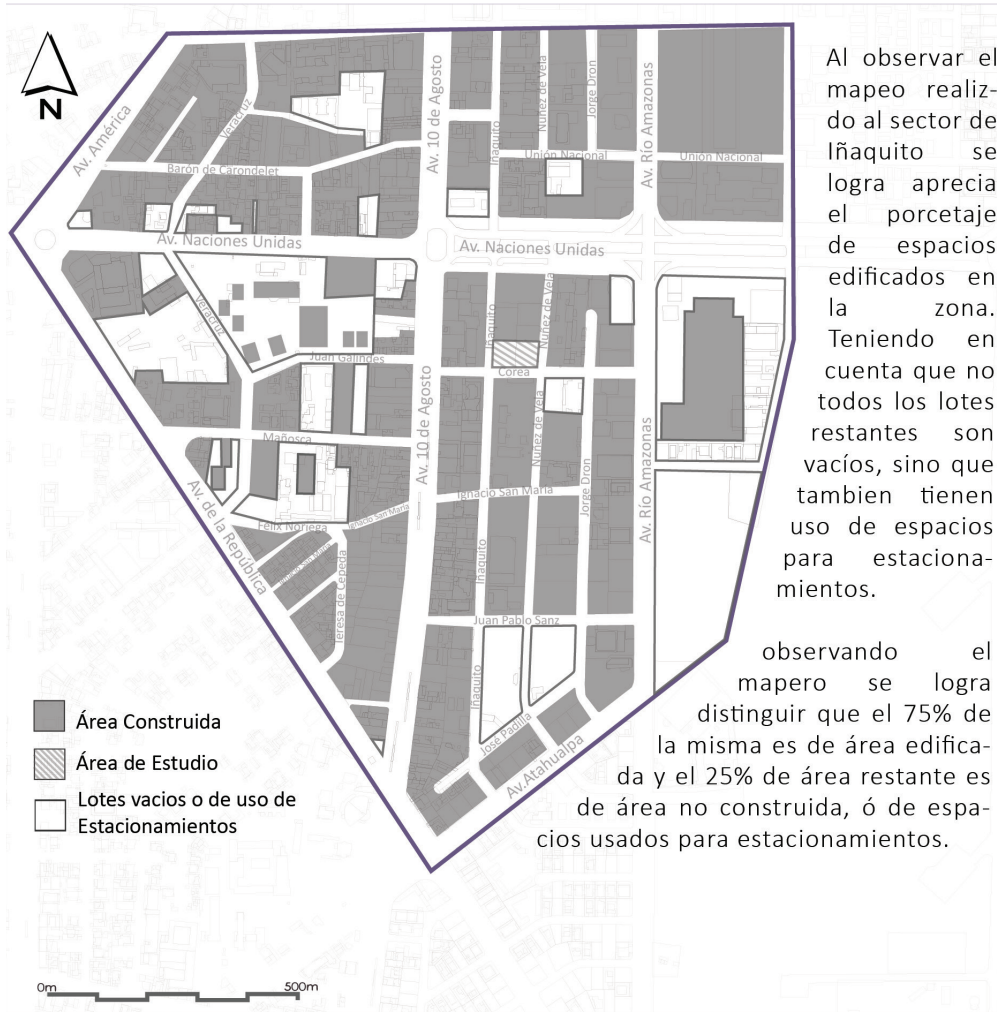 N
Av. América
Veracruz
Barón de Carondelet
Av. 10 de Agosto
Iñaquito
Nuñez de Vela
Jorge Dron
Av. Río Amazonas
Unión Nacional
Unión Nacional
Av. Naciones Unidas
Av. Naciones Unidas
Veracruz
Juan Galindes
Iñaquito
Nuñez de Vela
Corea
Mañosca
Av. 10 de Agosto
Nuñez de Vela
Jorge Dron
Av. Río Amazonas
Ignacio San María
Ignacio San María
Felix Noriega
Av. de la República
Ignacio San María
Teresa de Cepeda
Iñaquito
Juan Pablo Sanz
Iñaquito
José Padilla
Av.Atahualpa
Al observar el
mapeo realiz-
do al sector de
Iñaquito se
logra aprecia
el porcetaje
de espacios
edificados en
la zona.
Teniendo en
cuenta que no
todos los lotes
restantes son
vacíos, sino que
tambien tienen
uso de espacios
para estaciona-
mientos.
observando el
mapero se logra
distinguir que el 75% de
la misma es de área edifica-
da y el 25% de área restante es
de área no construida, ó de espa-
cios usados para estacionamientos.
Área Construida
Área de Estudio
Lotes vacios o de uso de
Estacionamientos
0m
500m